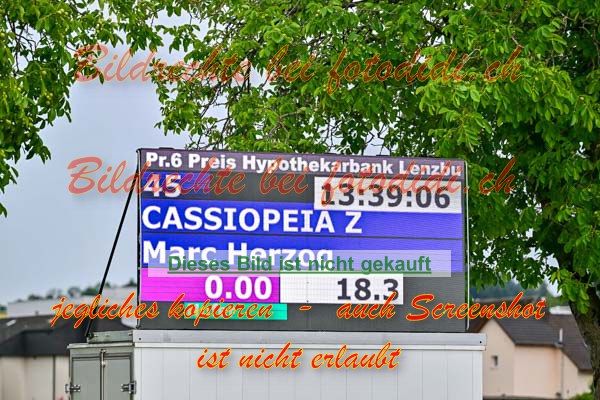 Bildrechte bei fotodidi.ch
Pr.6 Preis Hypothekarbank Lenzbu
Bildrechte bei fotodidi.ch
45 13:39:06
CASSIOPEIA Z
Marc Herzog
Dieses Bild ist nicht gekauft
0.00 18.3
jegliches kopieren - auch Screenshot
ist nicht erlaubt